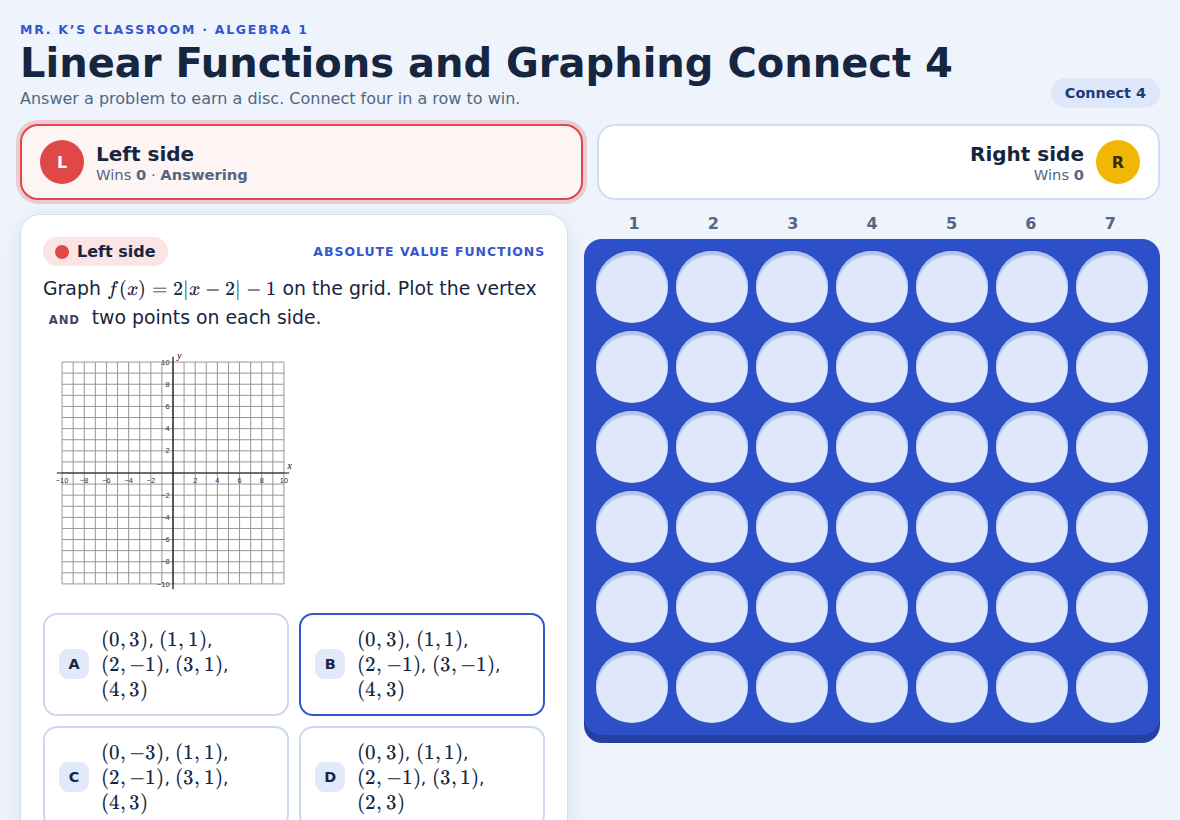 MR. K’S CLASSROOM · ALGEBRA 1
Linear Functions and Graphing Connect 4
Answer a problem to earn a disc. Connect four in a row to win.
Connect 4
L
Left side
Wins 0 · Answering
Right side
Wins 0
R
Left side
ABSOLUTE VALUE FUNCTIONS
Graph f(x) = 2|x − 2| − 1 on the grid. Plot the vertex
AND two points on each side.
y
10
8
6
4
2
x
−10 −8 −6 −4 −2 2 4 6 8 10
−2
−4
−6
−8
−10
A
(0, 3), (1, 1),
(2, −1), (3, 1),
(4, 3)
B
(0, 3), (1, 1),
(2, −1), (3, −1),
(4, 3)
C
(0, −3), (1, 1),
(2, −1), (3, 1),
(4, 3)
D
(0, 3), (1, 1),
(2, −1), (3, 1),
(2, 3)
1 2 3 4 5 6 7